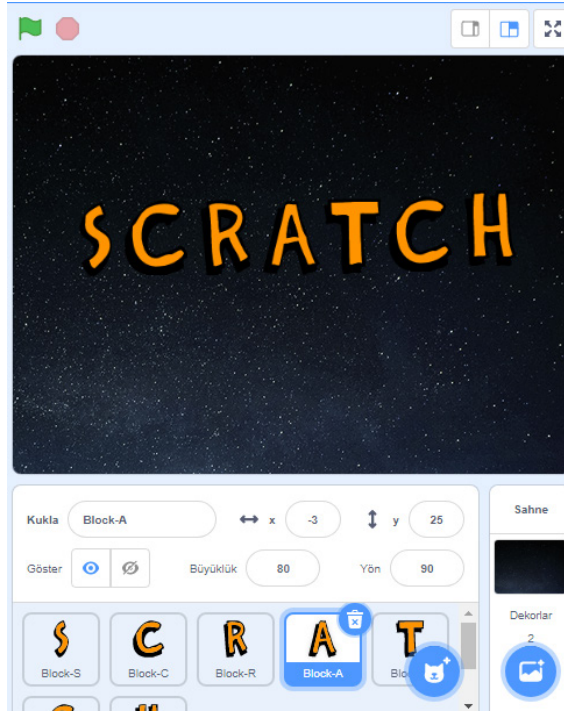 SCRATCH
Kukla Block-A x -3 y 25
Sahne
Göster Büyüklük 80 Yön 90
S C R A T
Block-S Block-C Block-R Block-A
Dekorlar
2